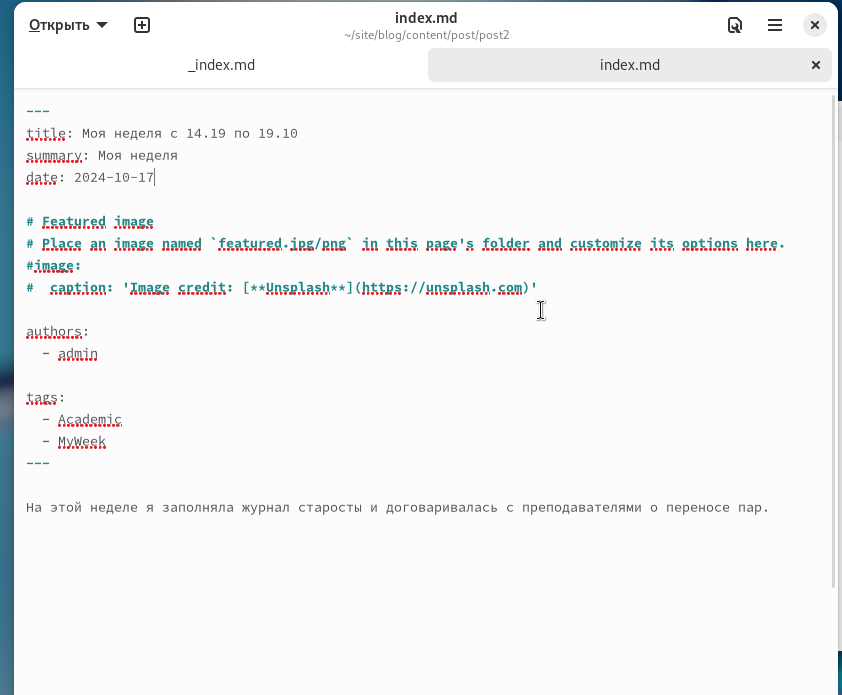 Открыть
index.md
~/site/blog/content/post/post2
_index.md
index.md
---
title: Моя неделя с 14.19 по 19.10
summary: Моя неделя
date: 2024-10-17
# Featured image
# Place an image named `featured.jpg/png` in this page's folder and customize its options here.
#image:
#  caption: 'Image credit: [**Unsplash**](https://unsplash.com)'
authors:
  - admin
tags:
  - Academic
  - MyWeek
---
На этой неделе я заполняла журнал старосты и договаривалась с преподавателями о переносе пар.